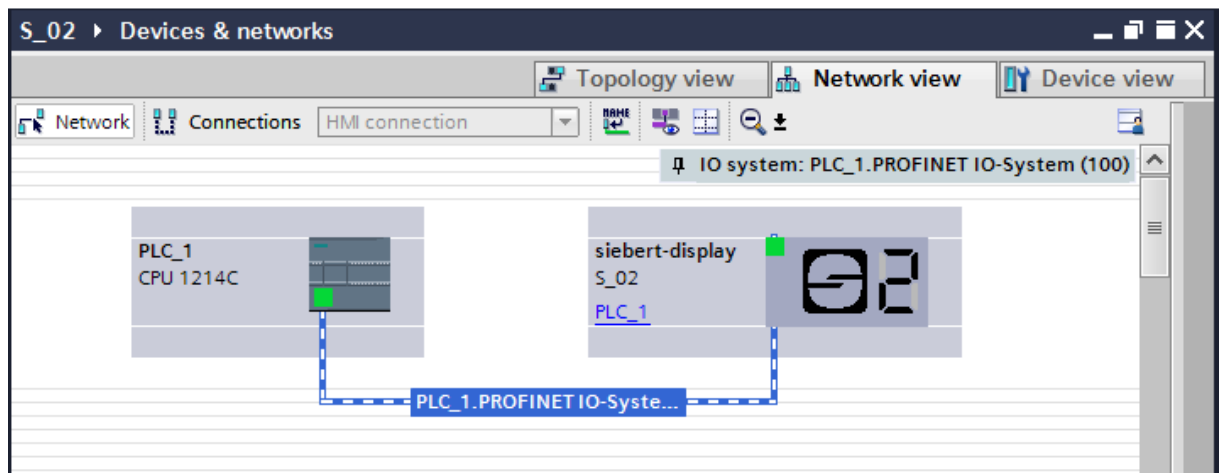 S_02 ▸ Devices & networks
Topology view
Network view
Device view
Network
Connections
HMI connection
NAME
IO system: PLC_1.PROFINET IO-System (100)
PLC_1
CPU 1214C
siebert-display
S_02
PLC_1
PLC_1.PROFINET IO-Syste...